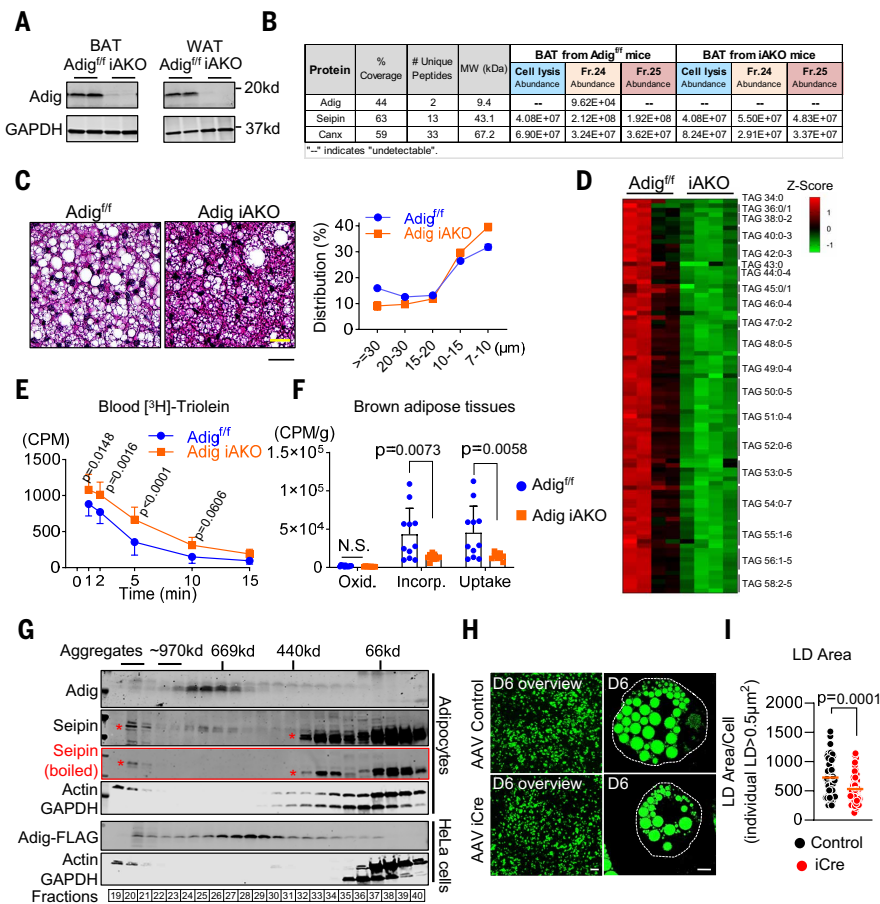 A
BAT
WAT
Adig^f/f iAKO
Adig^f/f iAKO
Adig
20kd
GAPDH
37kd
B
Protein
% Coverage
# Unique Peptides
MW (kDa)
BAT from Adig^f/f mice
BAT from iAKO mice
Cell lysis Abundance
Fr.24 Abundance
Fr.25 Abundance
Cell lysis Abundance
Fr.24 Abundance
Fr.25 Abundance
Adig 44 2 9.4 -- 9.62E+04 -- -- -- --
Seipin 63 13 43.1 4.08E+07 2.12E+08 1.92E+08 4.08E+07 5.50E+07 4.83E+07
Canx 59 33 67.2 6.90E+07 3.24E+07 3.62E+07 8.24E+07 2.91E+07 3.37E+07
"--" indicates "undetectable".
C
Adig^f/f
Adig iAKO
Distribution (%)
40
30
20
10
0
Adig^f/f
Adig iAKO
>=30
20-30
15-20
10-15
7-10
(μm)
D
Adig^f/f iAKO
Z-Score
1
0
-1
TAG 34:0
TAG 36:0/1
TAG 38:0-2
TAG 40:0-3
TAG 42:0-3
TAG 43:0
TAG 44:0-4
TAG 45:0/1
TAG 46:0-4
TAG 47:0-2
TAG 48:0-5
TAG 49:0-4
TAG 50:0-5
TAG 51:0-4
TAG 52:0-6
TAG 53:0-5
TAG 54:0-7
TAG 55:1-6
TAG 56:1-5
TAG 58:2-5
E
Blood [³H]-Triolein
(CPM)
Adig^f/f
Adig iAKO
1500
1000
500
0
p=0.0148
p=0.0016
p<0.0001
p=0.0606
0 1 2 5 10 15
Time (min)
F
Brown adipose tissues
(CPM/g)
1.5×10⁵
1×10⁵
5×10⁴
0
p=0.0073
p=0.0058
N.S.
Adig^f/f
Adig iAKO
Oxid. Incorp. Uptake
G
Aggregates ~970kd 669kd 440kd 66kd
Adig
Seipin
*
*
Seipin
(boiled)
*
*
Actin
GAPDH
Adipocytes
Adig-FLAG
Actin
GAPDH
HeLa cells
Fractions 19 20 21 22 23 24 25 26 27 28 29 30 31 32 33 34 35 36 37 38 39 40
H
AAV Control
D6 overview
D6
AAV iCre
D6 overview
D6
I
LD Area
p=0.0001
LD Area/Cell
(individual LD>0.5μm²)
2000
1500
1000
500
0
Control
iCre